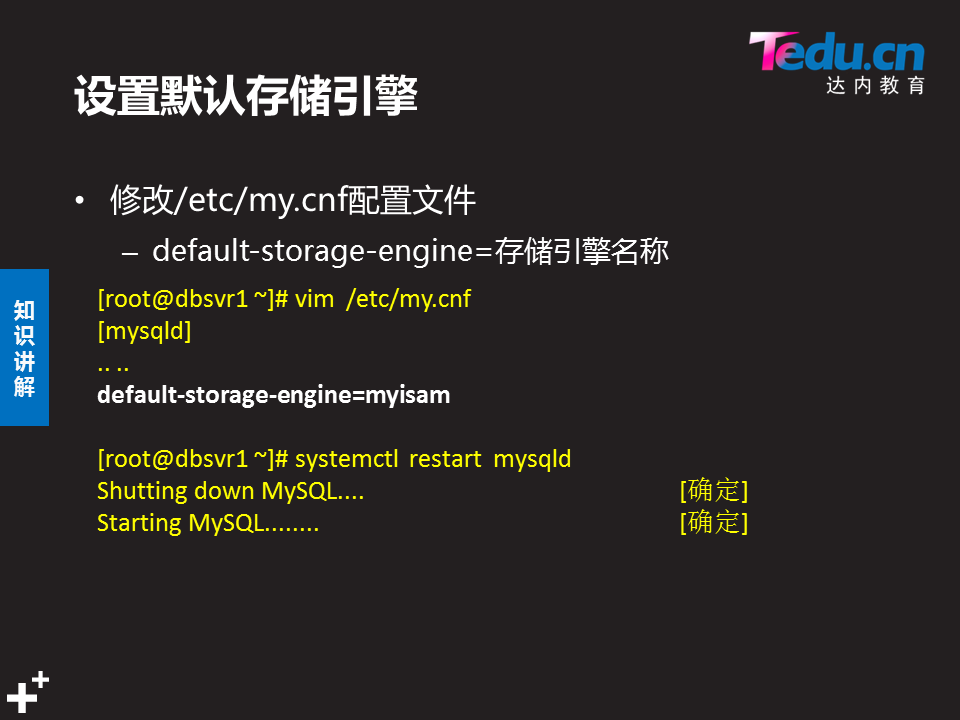 Tedu.cn
达内教育
设置默认存储引擎
• 修改/etc/my.cnf配置文件
– default-storage-engine=存储引擎名称
知识讲解
[root@dbsvr1 ~]# vim /etc/my.cnf
[mysqld]
.. ..
default-storage-engine=myisam
[root@dbsvr1 ~]# systemctl restart mysqld
Shutting down MySQL.... [确定]
Starting MySQL........ [确定]